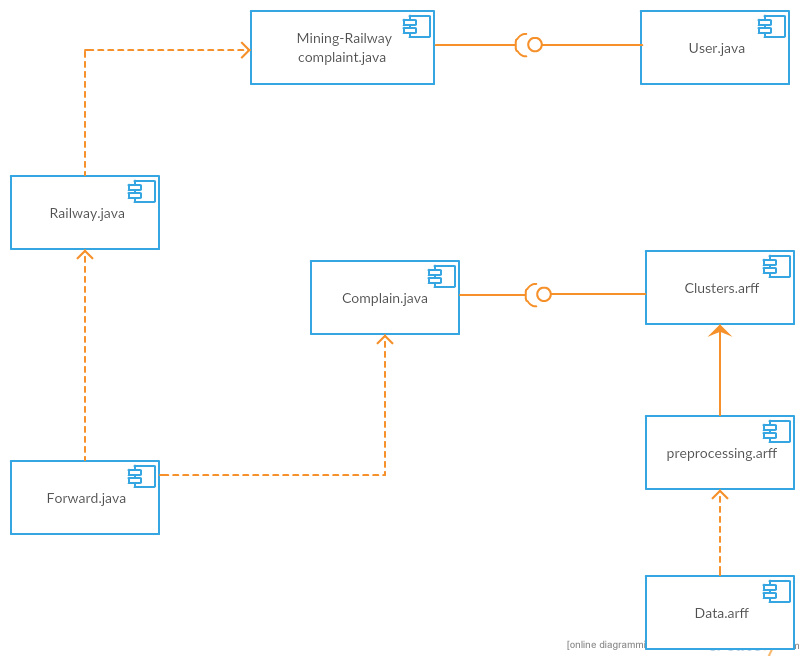 Mining-Railway
complaint.java
User.java
Railway.java
Complain.java
Clusters.arff
preprocessing.arff
Forward.java
Data.arff
[online